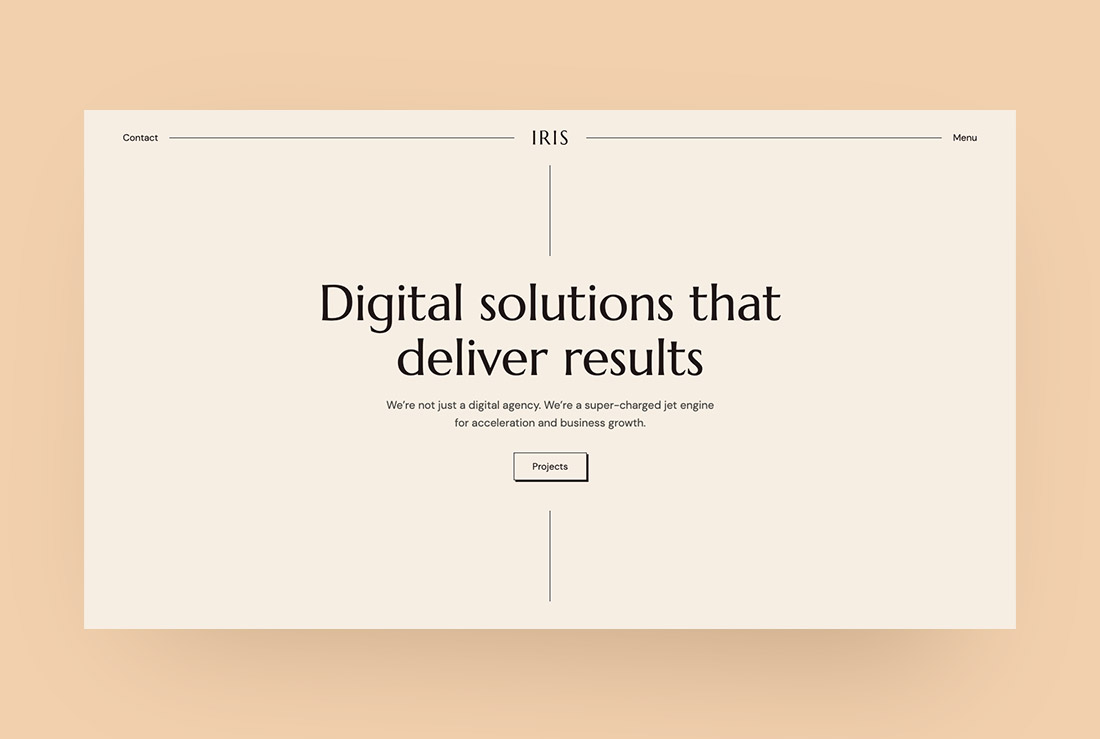 Contact
IRIS
Menu
Digital solutions that
deliver results
We’re not just a digital agency. We’re a super-charged jet engine
for acceleration and business growth.
Projects